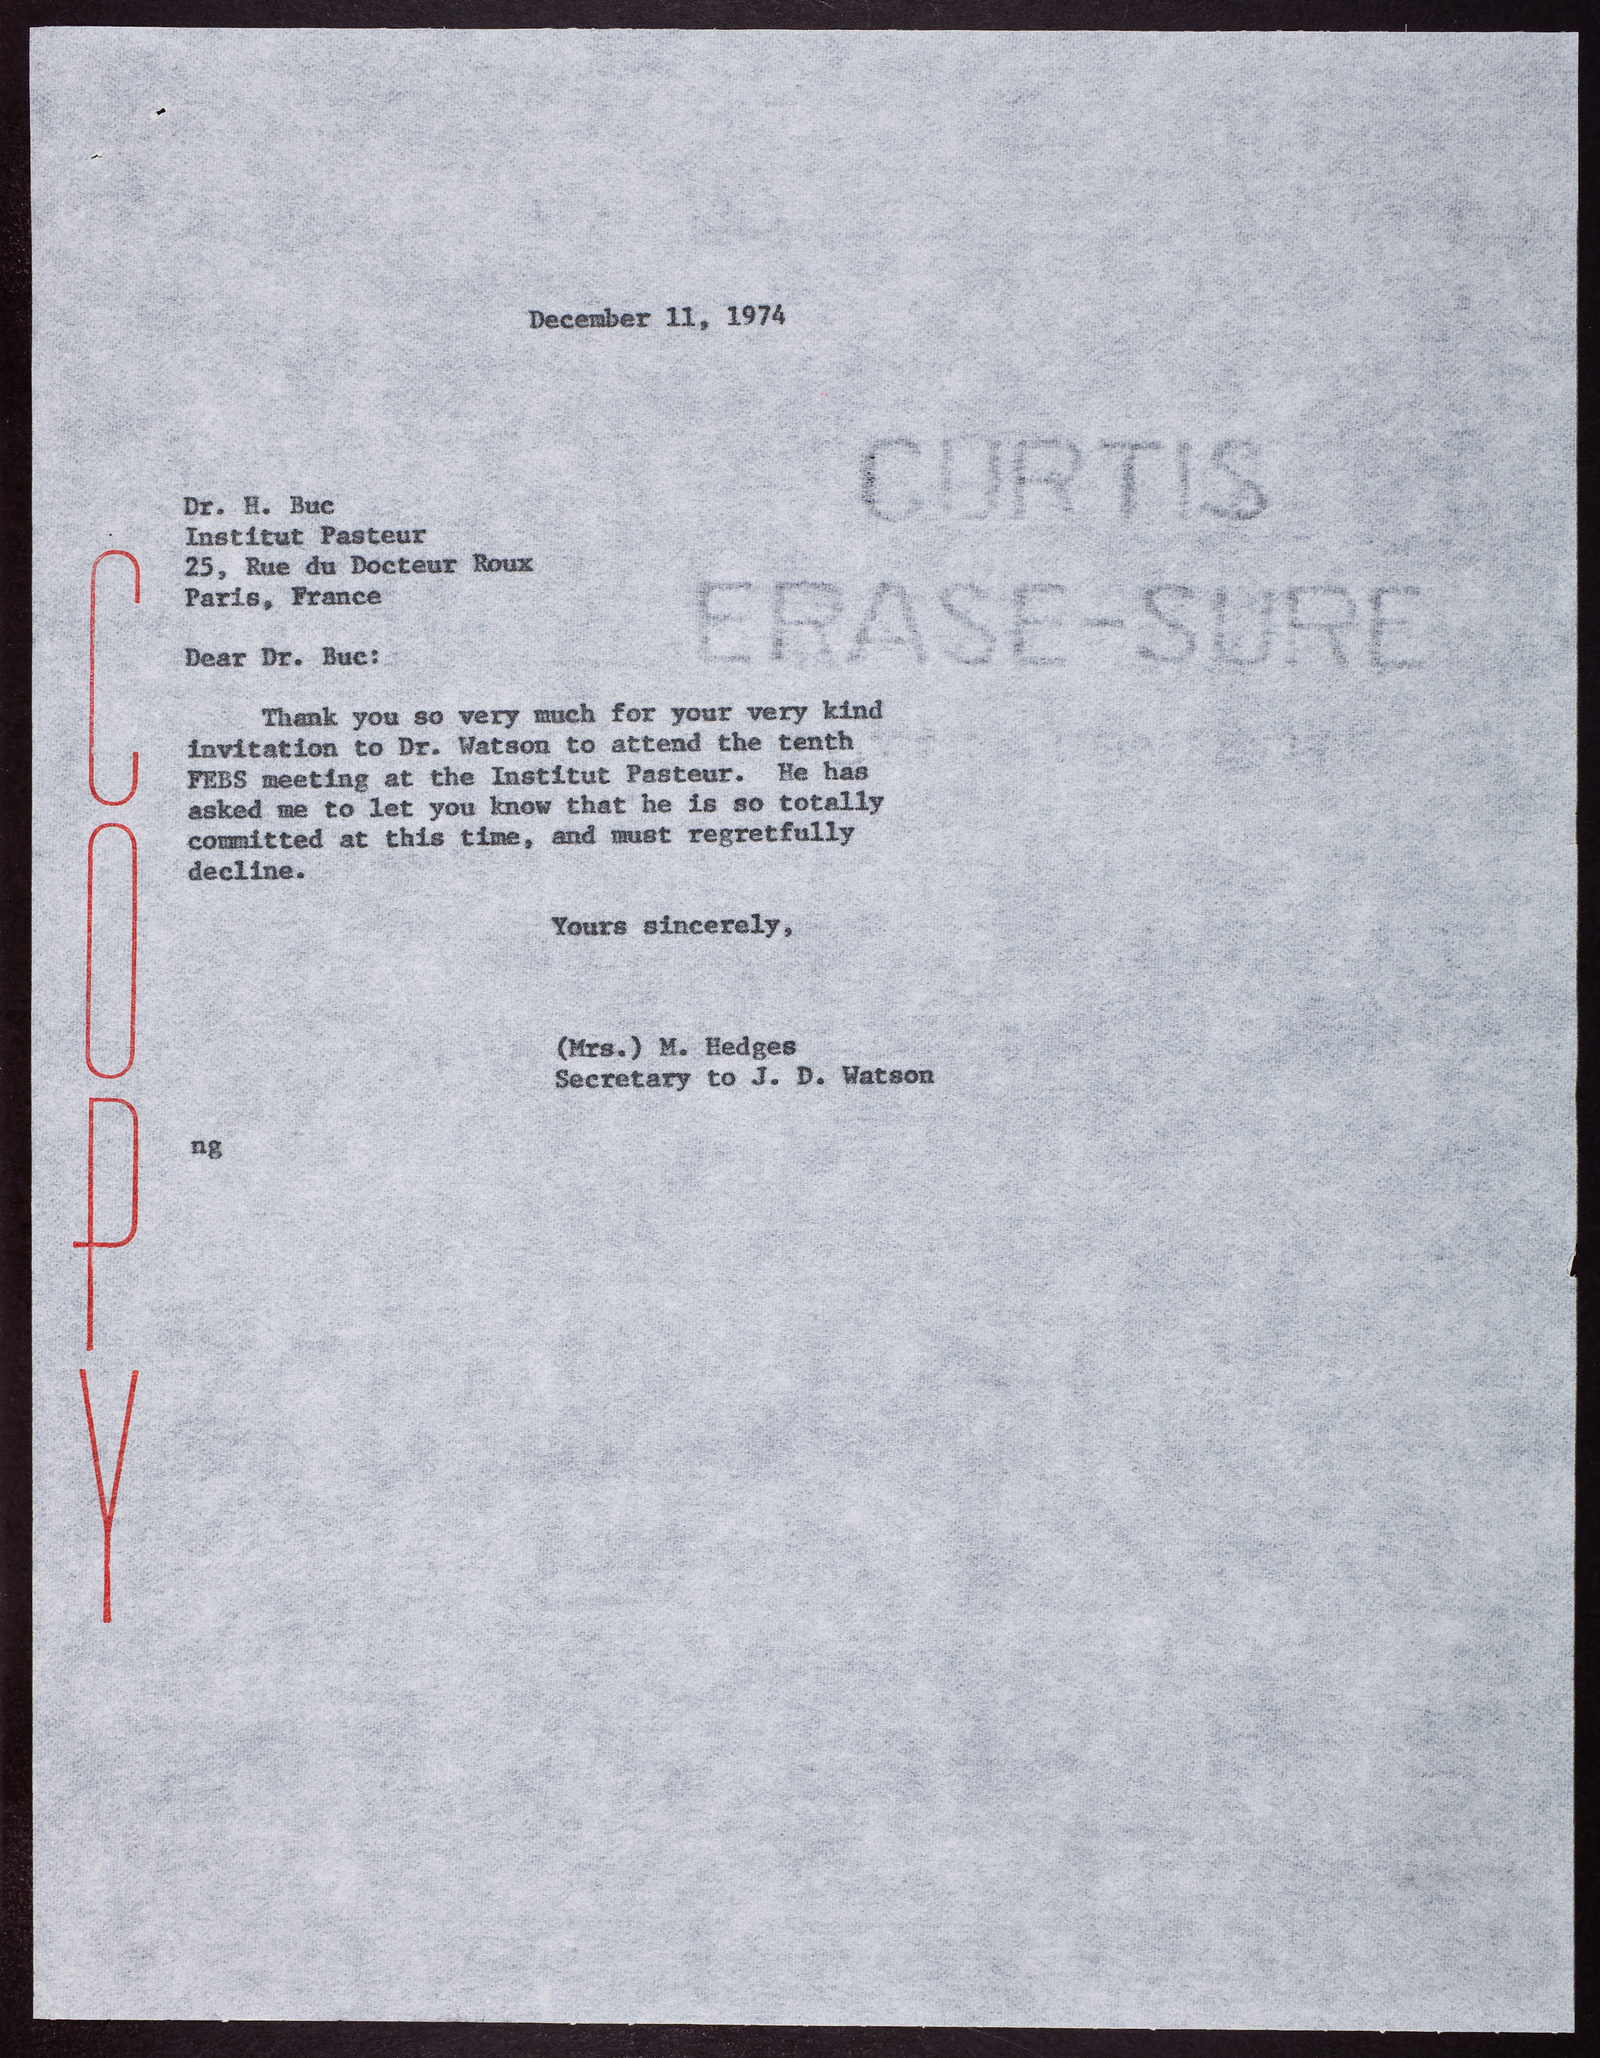 December 11, 1974
CURTIS
ERASE-SURE
Dr. H. Buc
Institut Pasteur
25, Rue du Docteur Roux
Paris, France
Dear Dr. Buc:
Thank you so very much for your very kind
invitation to Dr. Watson to attend the tenth
FEBS meeting at the Institut Pasteur. He has
asked me to let you know that he is so totally
committed at this time, and must regretfully
decline.
Yours sincerely,
(Mrs.) M. Hedges
Secretary to J. D. Watson
ng
COPY